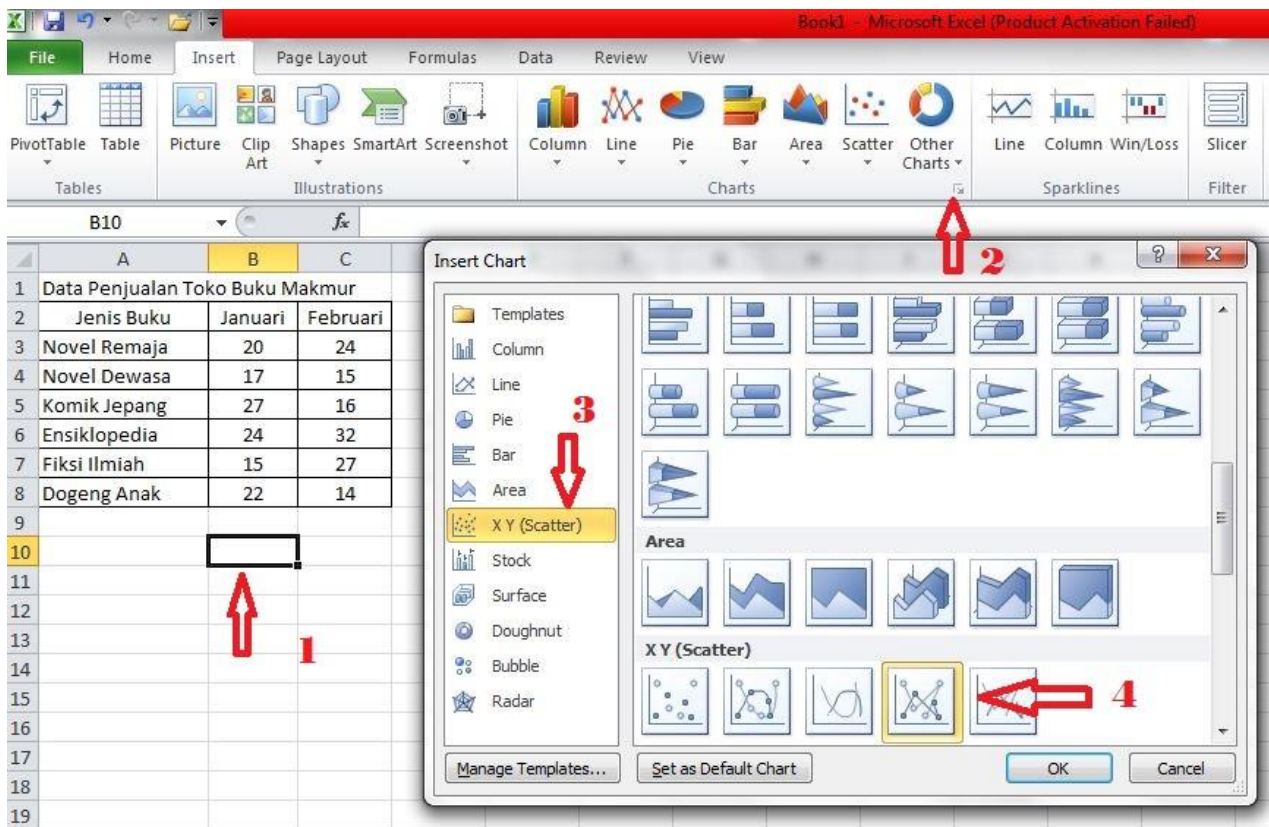 Book1 - Microsoft Excel (Product Activation Failed)
File Home Insert Page Layout Formulas Data Review View
PivotTable Table Picture Clip Art Shapes SmartArt Screenshot Column Line Pie Bar Area Scatter Other Charts Line Column Win/Loss Slicer
Tables Illustrations Charts Sparklines Filter
B10 fx
2
A B C
1 Data Penjualan Toko Buku Makmur
2 Jenis Buku Januari Februari
3 Novel Remaja 20 24
4 Novel Dewasa 17 15
5 Komik Jepang 27 16
6 Ensiklopedia 24 32
7 Fiksi Ilmiah 15 27
8 Dogeng Anak 22 14
9
10
11
12
13
1
14
15
16
17
18
19
Insert Chart ?
Templates
Column
Line
3
Pie
Bar
Area
X Y (Scatter)
Stock
Surface
Doughnut
Bubble
Radar
Area
X Y (Scatter)
4
Manage Templates... Set as Default Chart OK Cancel